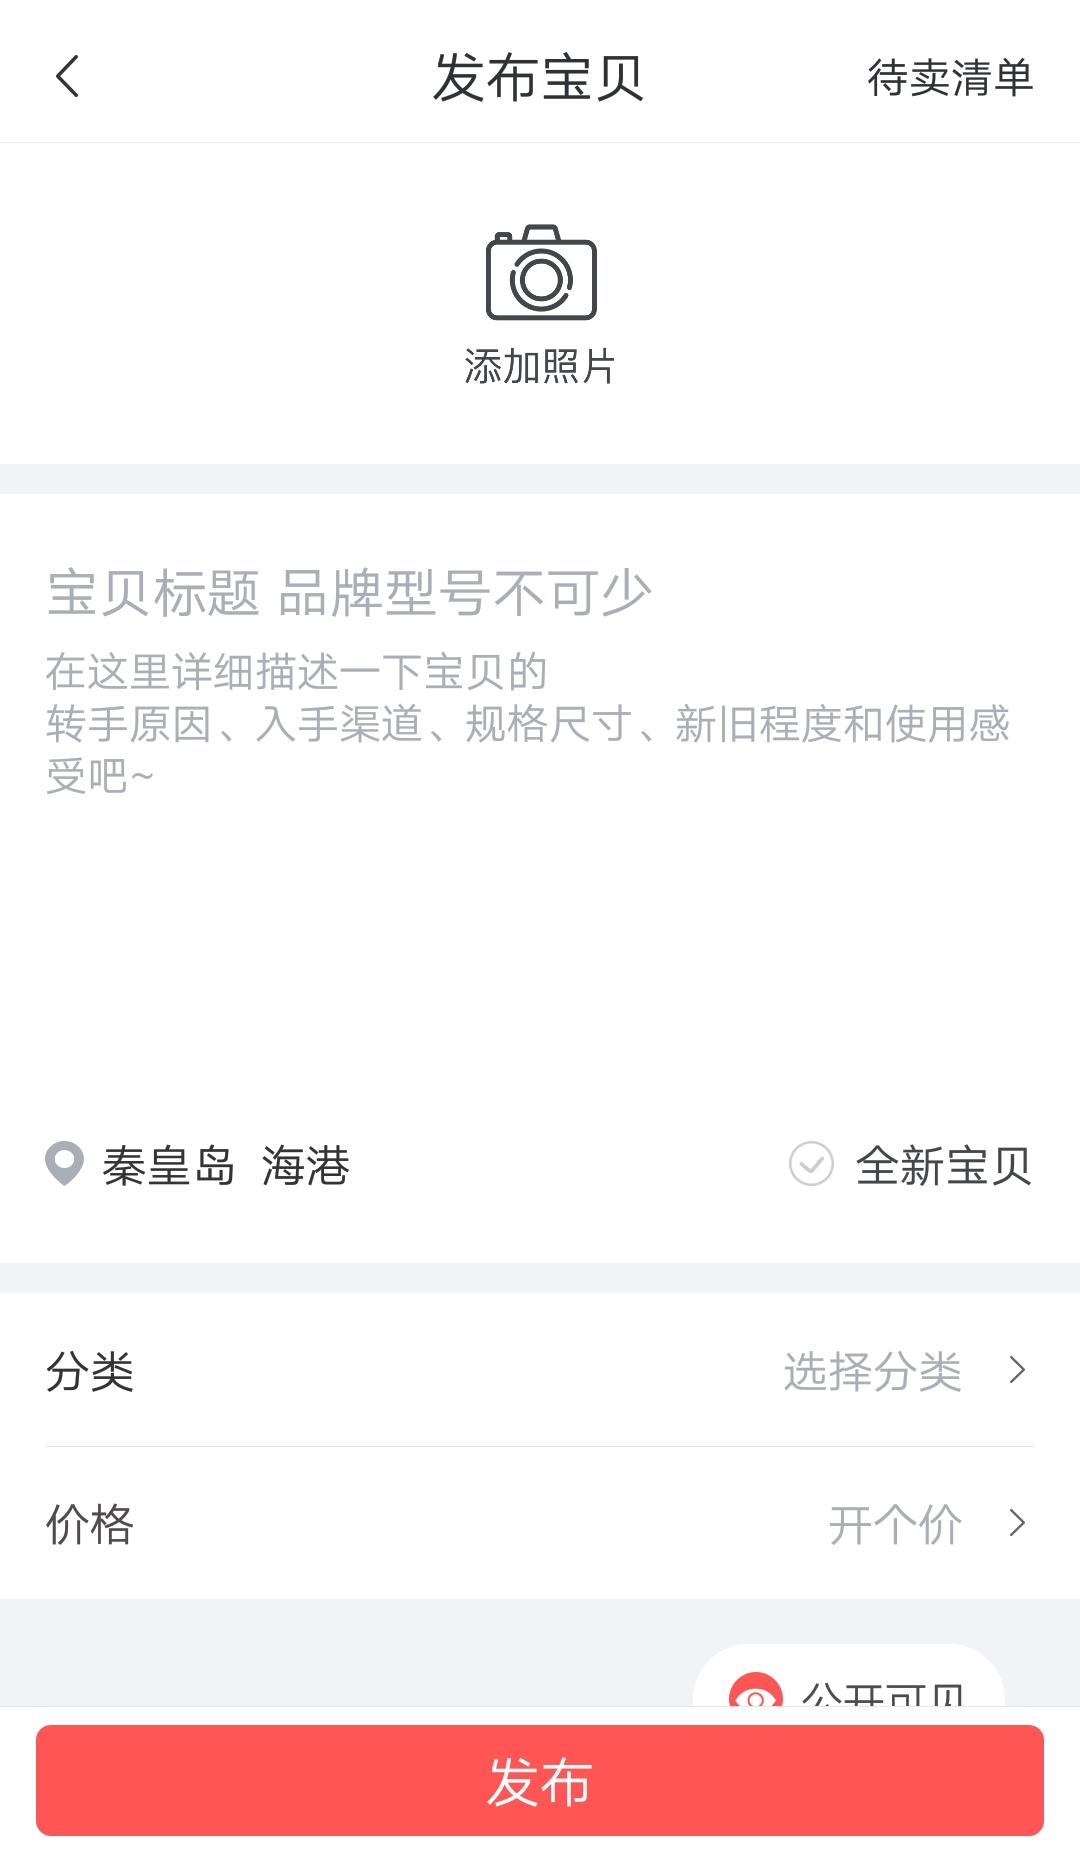 发布宝贝
待卖清单
添加照片
宝贝标题 品牌型号不可少
在这里详细描述一下宝贝的
转手原因、入手渠道、规格尺寸、新旧程度和使用感
受吧~
秦皇岛 海港
全新宝贝
分类
选择分类
价格
开个价
公开可见
发布